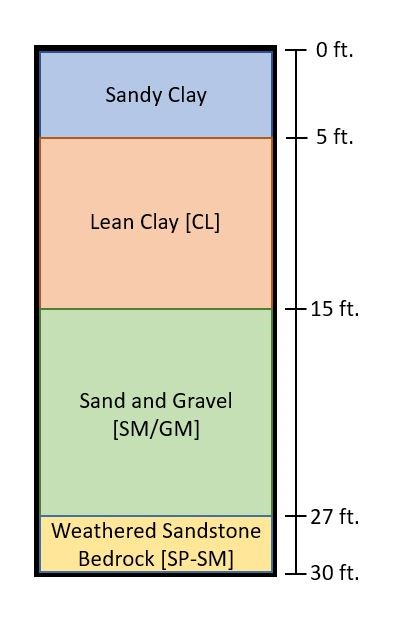 0 ft.
Sandy Clay
5 ft.
Lean Clay [CL]
15 ft.
Sand and Gravel
[SM/GM]
27 ft.
Weathered Sandstone
Bedrock [SP-SM]
30 ft.